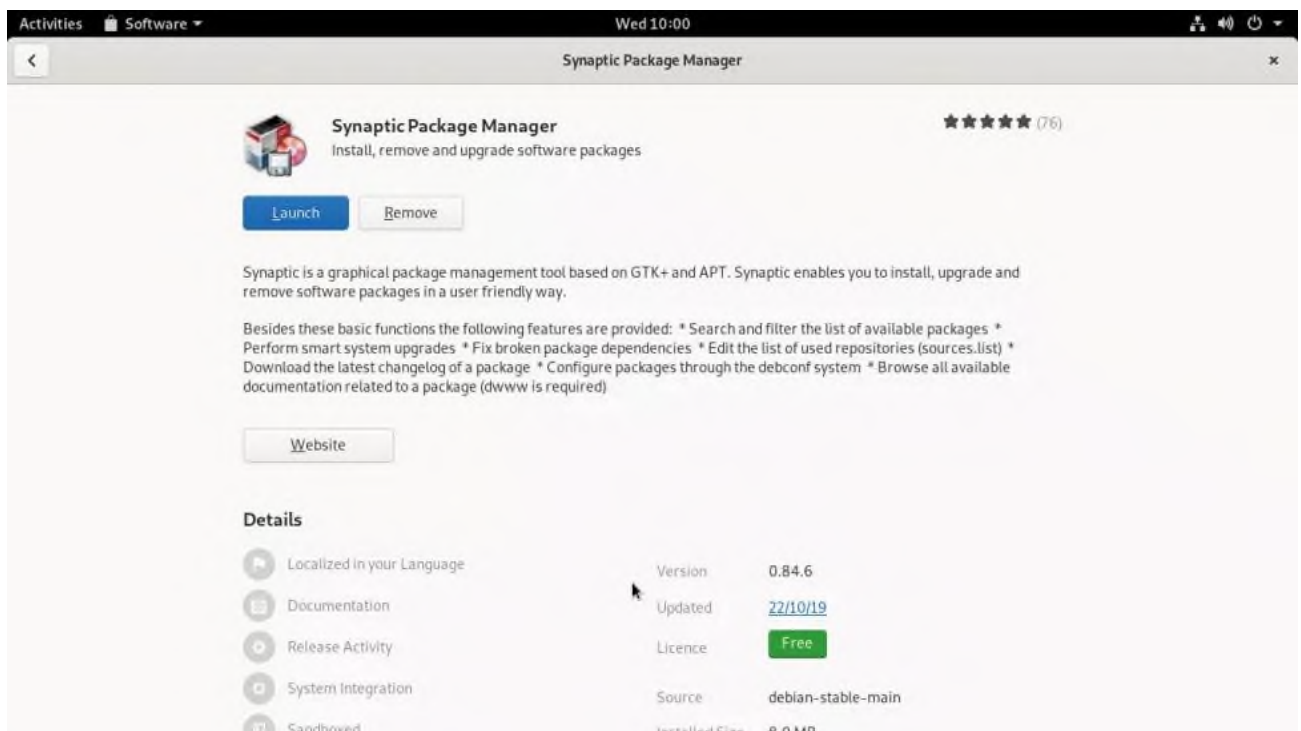 Activities Software Wed 10:00
Synaptic Package Manager
Synaptic Package Manager
Install, remove and upgrade software packages
(76)
Launch Remove
Synaptic is a graphical package management tool based on GTK+ and APT. Synaptic enables you to install, upgrade and
remove software packages in a user friendly way.
Besides these basic functions the following features are provided: * Search and filter the list of available packages *
Perform smart system upgrades * Fix broken package dependencies * Edit the list of used repositories (sources.list) *
Download the latest changelog of a package * Configure packages through the debconf system * Browse all available
documentation related to a package (dwww is required)
Website
Details
Localized in your Language
Documentation
Release Activity
System Integration
Sandboxed
Version 0.84.6
Updated 22/10/19
Licence Free
Source debian-stable-main
Installed Size 8.0 MB